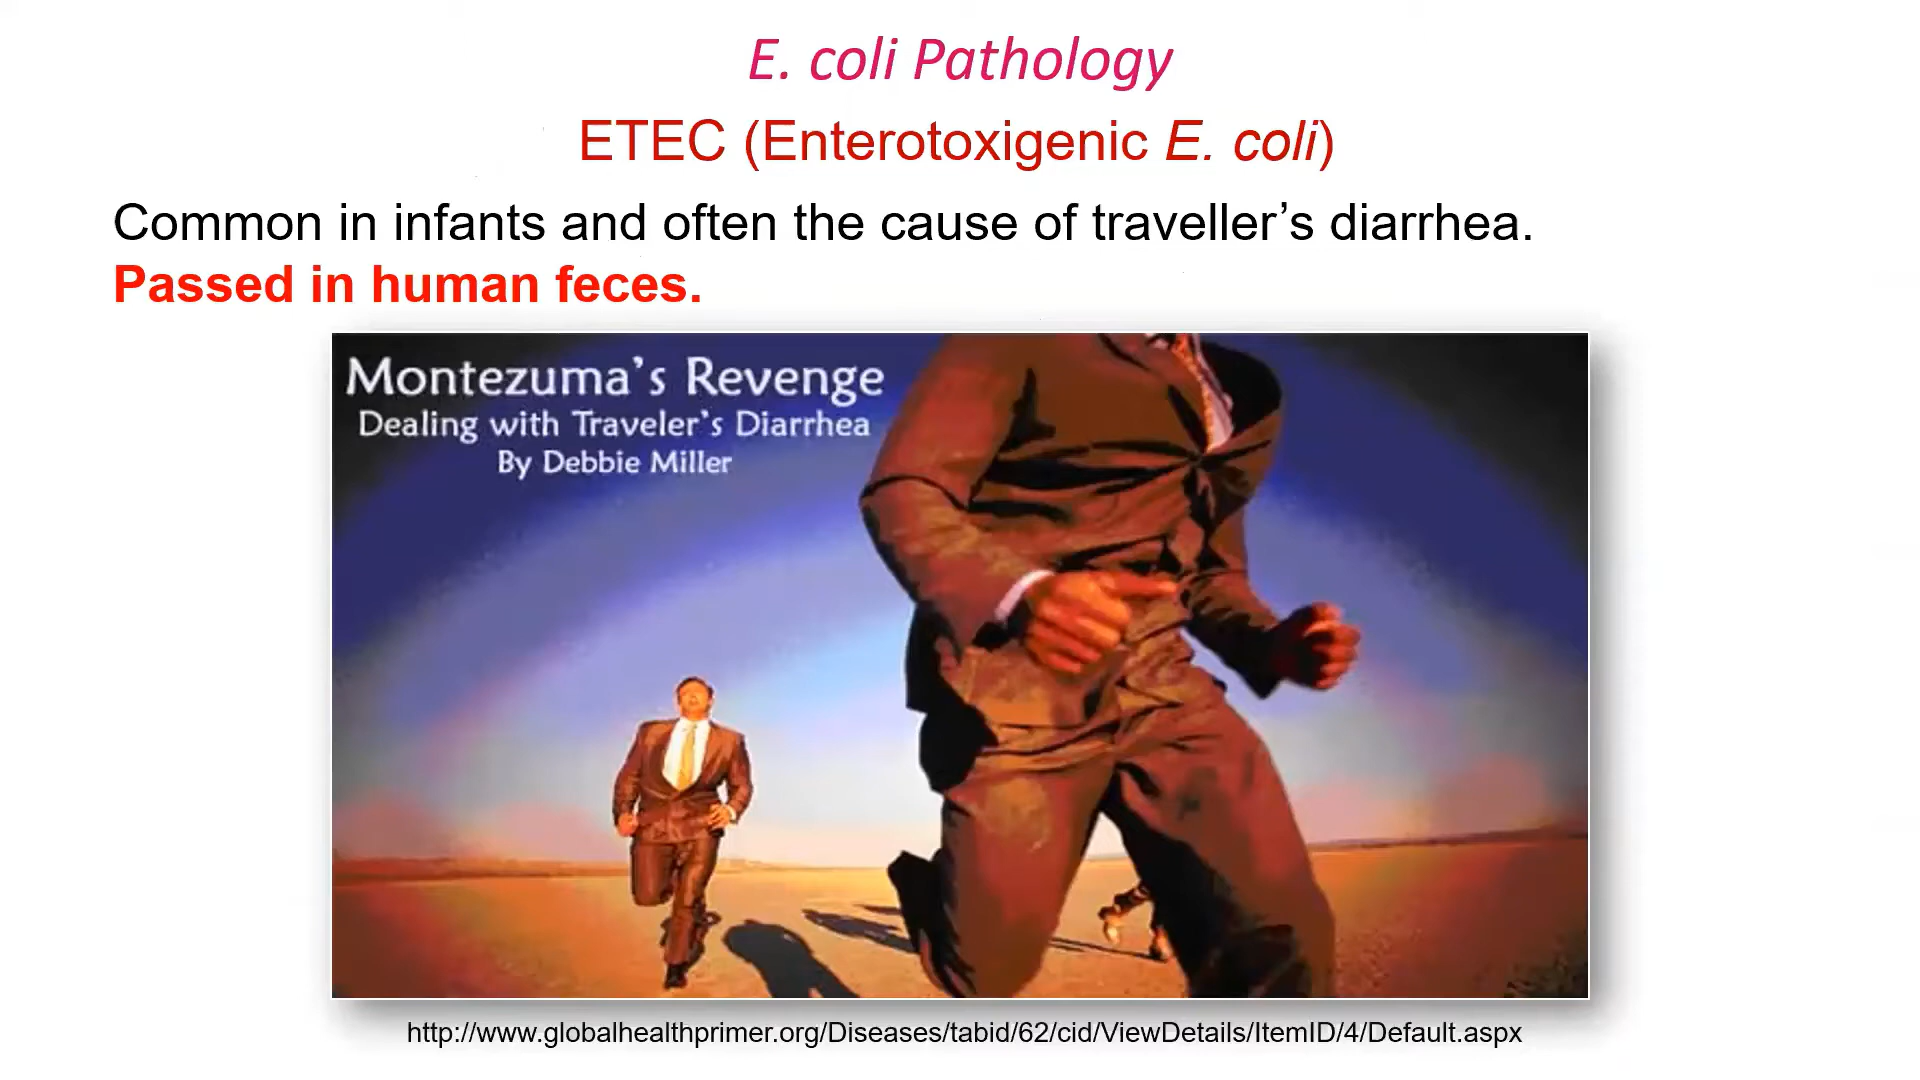 E. coli Pathology
ETEC (Enterotoxigenic E. coli)
Common in infants and often the cause of traveller’s diarrhea.
Passed in human feces.
Montezuma’s Revenge
Dealing with Traveler’s Diarrhea
By Debbie Miller
http://www.globalhealthprimer.org/Diseases/tabid/62/cid/ViewDetails/ItemID/4/Default.aspx